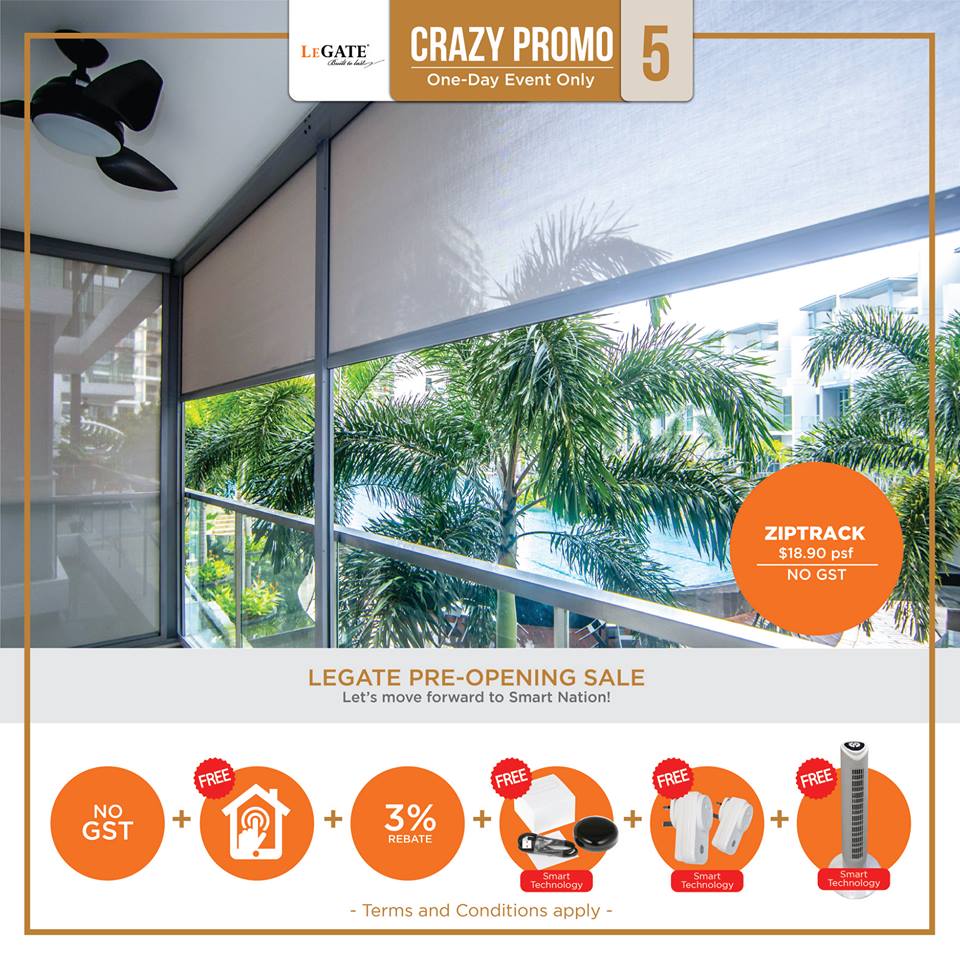 LEGATE
Built to last
CRAZY PROMO
One-Day Event Only
5
ZIPTRACK
$18.90 psf
NO GST
LEGATE PRE-OPENING SALE
Let's move forward to Smart Nation!
NO
GST
+
FREE
+
3%
REBATE
+
FREE
Smart
Technology
+
FREE
Smart
Technology
+
FREE
Smart
Technology
- Terms and Conditions apply -